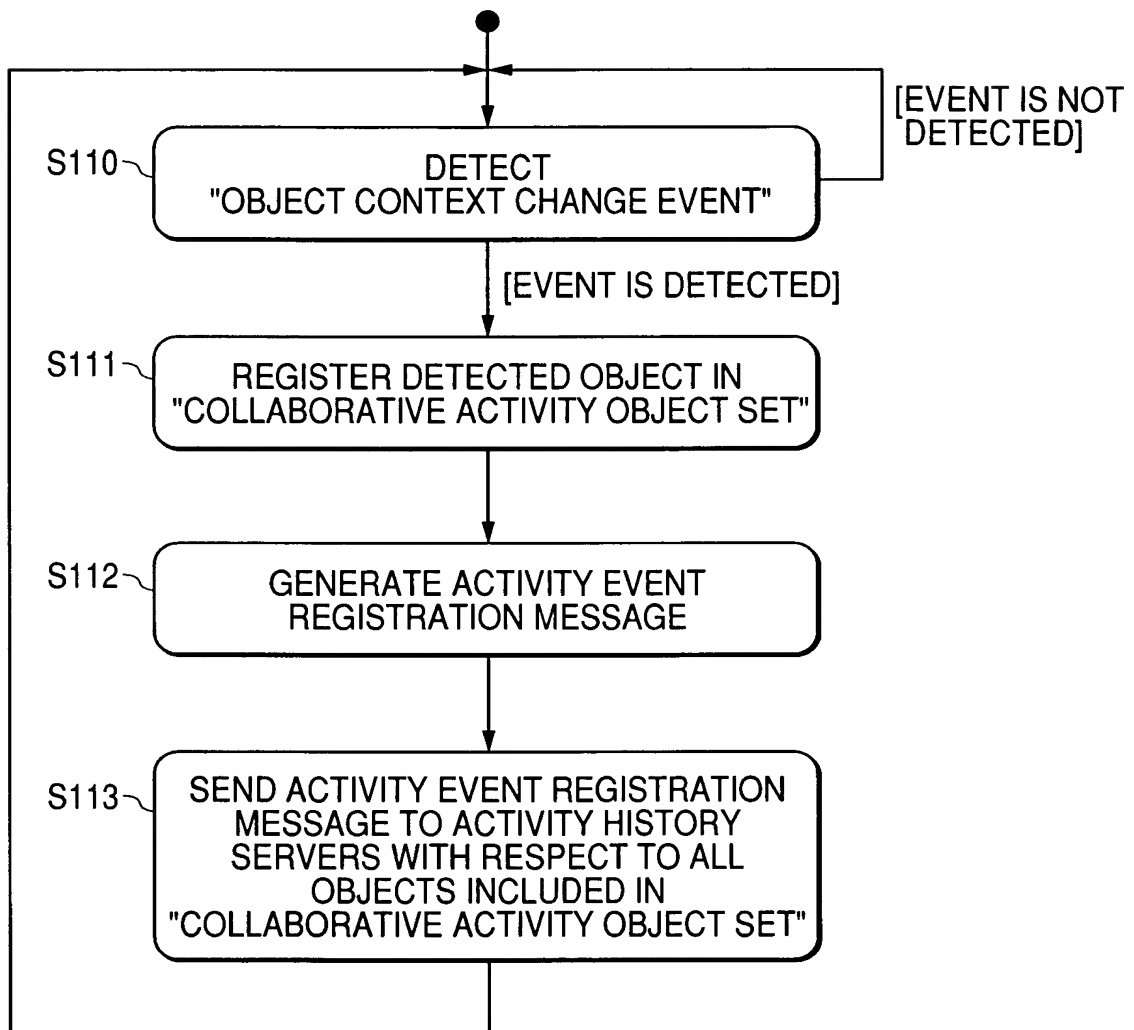 [EVENT IS NOT
DETECTED]
S110
DETECT
"OBJECT CONTEXT CHANGE EVENT"
[EVENT IS DETECTED]
S111
REGISTER DETECTED OBJECT IN
"COLLABORATIVE ACTIVITY OBJECT SET"
S112
GENERATE ACTIVITY EVENT
REGISTRATION MESSAGE
S113
SEND ACTIVITY EVENT REGISTRATION
MESSAGE TO ACTIVITY HISTORY
SERVERS WITH RESPECT TO ALL
OBJECTS INCLUDED IN
"COLLABORATIVE ACTIVITY OBJECT SET"